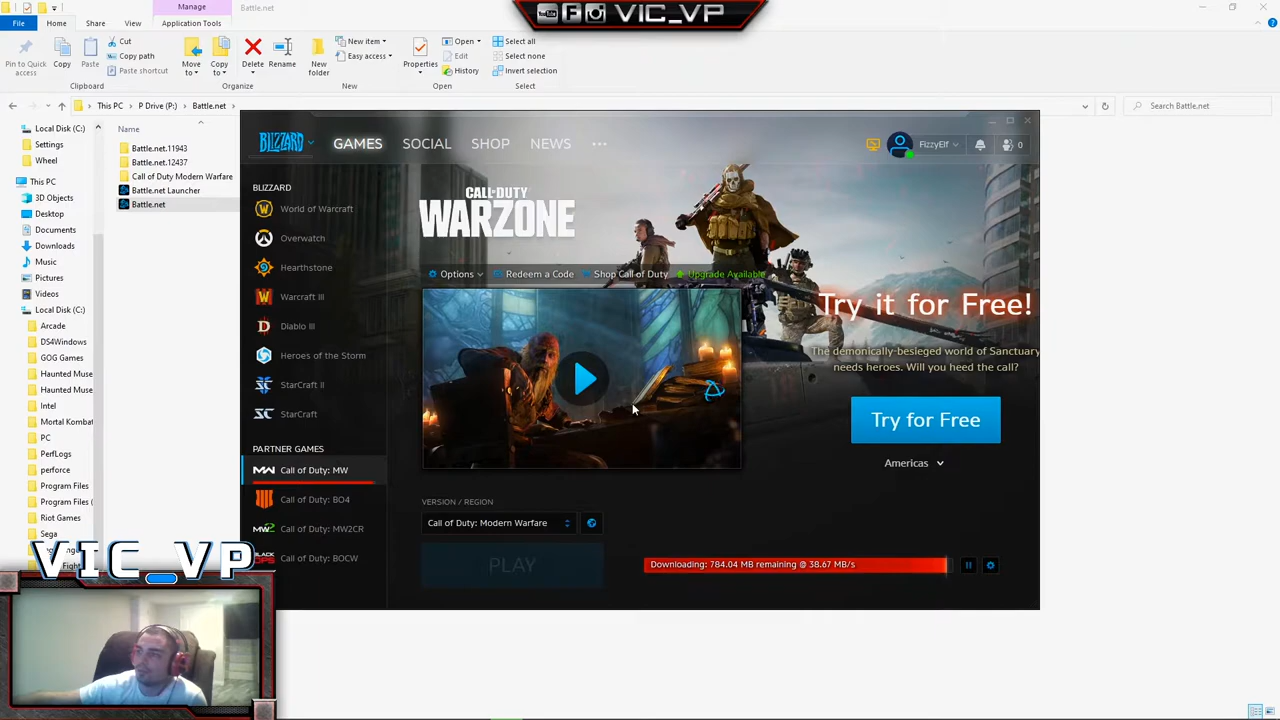 Battle.net
Manage
VIC_VP
File
Home
Share
View
Application Tools
Pin to Quick access
Copy
Paste
Cut
Copy path
Paste shortcut
Clipboard
Move to
Copy to
Delete
Rename
Organize
New folder
New item
Easy access
New
Properties
Open
Edit
History
Open
Select all
Select none
Invert selection
Select
This PC
P Drive (P:)
Battle.net
Search Battle.net
Local Disk (C:)
Settings
Wheel
This PC
3D Objects
Desktop
Documents
Downloads
Music
Pictures
Videos
Local Disk (C:)
Arcade
DS4Windows
GOG Games
Haunted Muse
Haunted Muse
Intel
Mortal Kombat
PC
PerfLogs
perforce
Program Files
Program Files (
Riot Games
Sega
Name
Battle.net.11943
Battle.net.12437
Call of Duty Modern Warfare
Battle.net Launcher
Battle.net
BLIZZARD
GAMES
SOCIAL
SHOP
NEWS
FizzyElf
0
BLIZZARD
World of Warcraft
Overwatch
Hearthstone
Warcraft III
Diablo III
Heroes of the Storm
StarCraft II
StarCraft
PARTNER GAMES
Call of Duty: MW
Call of Duty: BO4
Call of Duty: MW2CR
Call of Duty: BOCW
CALL OF DUTY
WARZONE
Options
Redeem a Code
Shop Call of Duty
Upgrade Available
Try it for Free!
The demonically-besieged world of Sanctuary
needs heroes. Will you heed the call?
Try for Free
Americas
VERSION / REGION
Call of Duty: Modern Warfare
PLAY
Downloading: 784.04 MB remaining @ 38.67 MB/s
VIC_VP